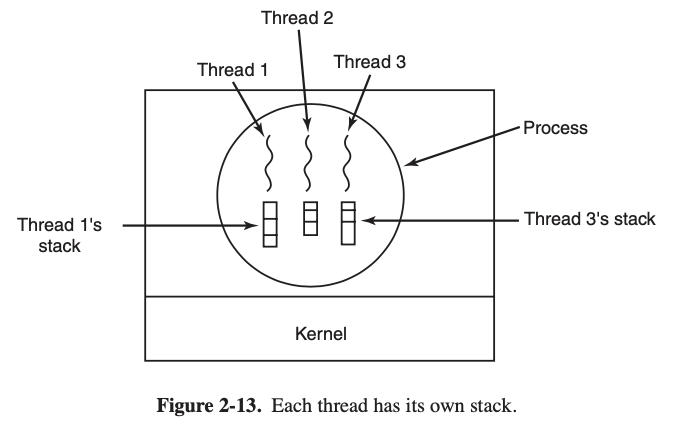 Thread 2
Thread 1
Thread 3
Process
Thread 1's
stack
Thread 3's stack
Kernel
Figure 2-13. Each thread has its own stack.